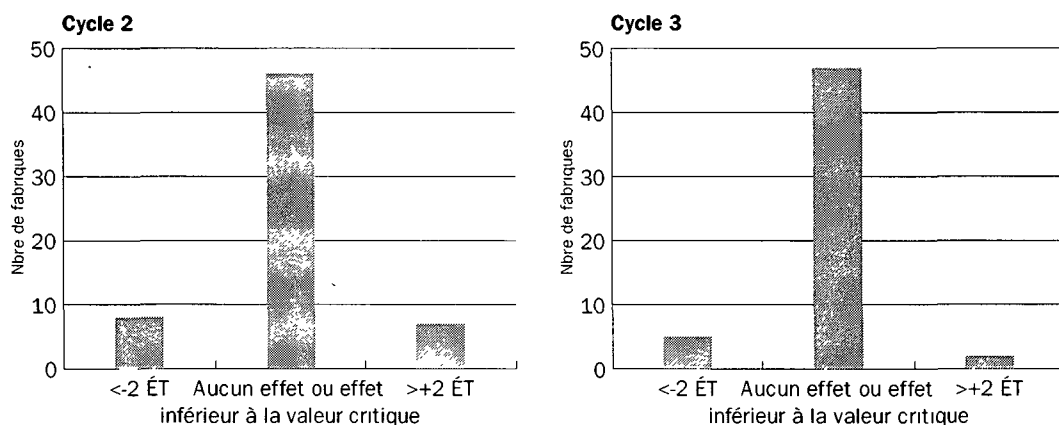 Cycle 2
50
40
30
20
10
0
Nbre de fabriques
<-2 ÉT
Aucun effet ou effet
inférieur à la valeur critique
>+2 ÉT
Cycle 3
50
40
30
20
10
0
Nbre de fabriques
<-2 ÉT
Aucun effet ou effet
inférieur à la valeur critique
>+2 ÉT